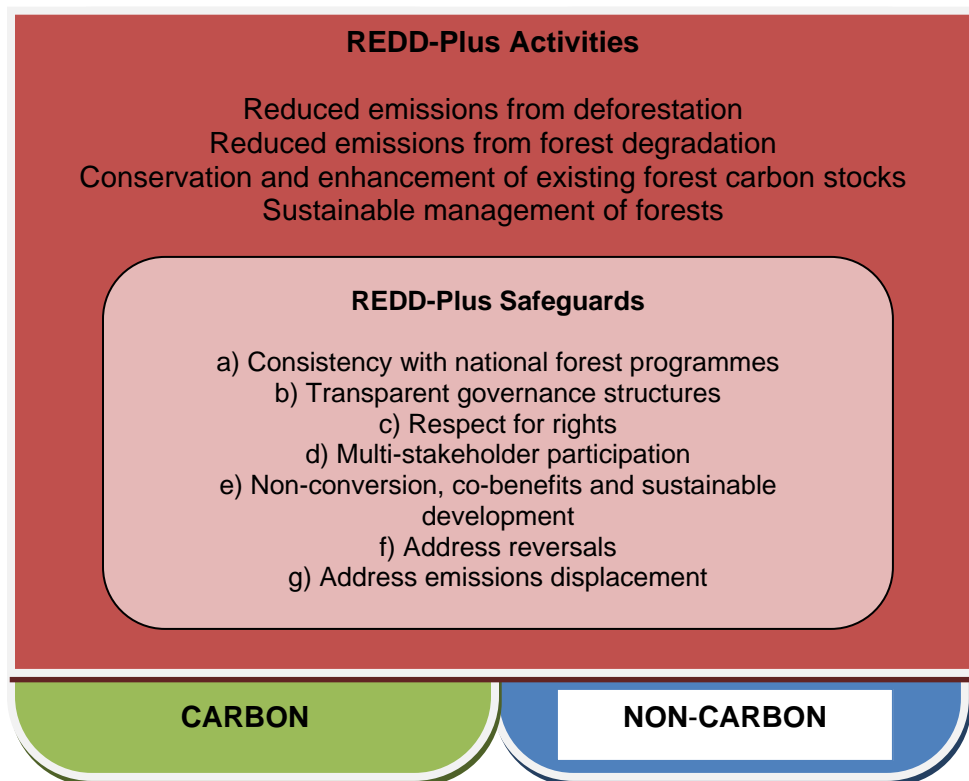 REDD-Plus Activities
Reduced emissions from deforestation
Reduced emissions from forest degradation
Conservation and enhancement of existing forest carbon stocks
Sustainable management of forests
REDD-Plus Safeguards
a) Consistency with national forest programmes
b) Transparent governance structures
c) Respect for rights
d) Multi-stakeholder participation
e) Non-conversion, co-benefits and sustainable
development
f) Address reversals
g) Address emissions displacement
CARBON
NON-CARBON